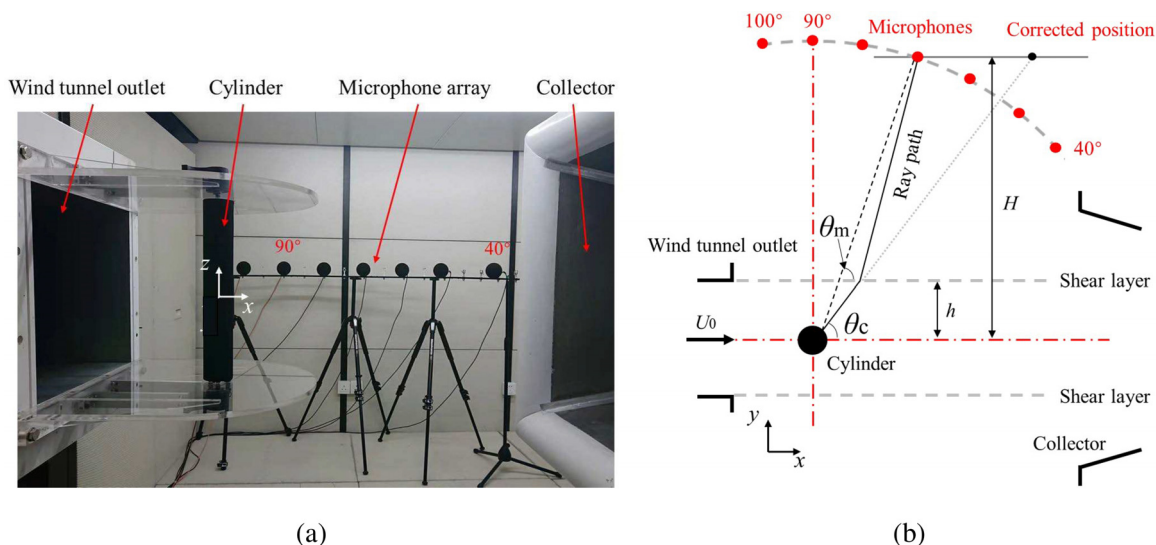 Wind tunnel outlet
Cylinder
Microphone array
Collector
90°
40°
z
x
(a)
100°
90°
Microphones
Corrected position
40°
Ray path
H
θm
Wind tunnel outlet
Shear layer
h
U0
θc
Cylinder
Shear layer
y
x
Collector
(b)